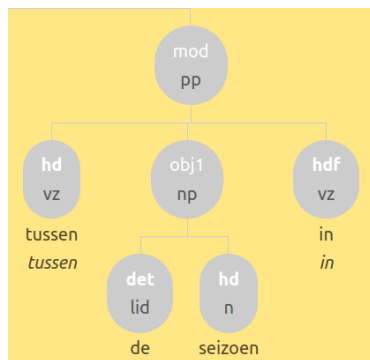 mod
pp
hd obj1 hdf
vz np vz
tussen in
tussen in
det hd
lid n
de seizoen